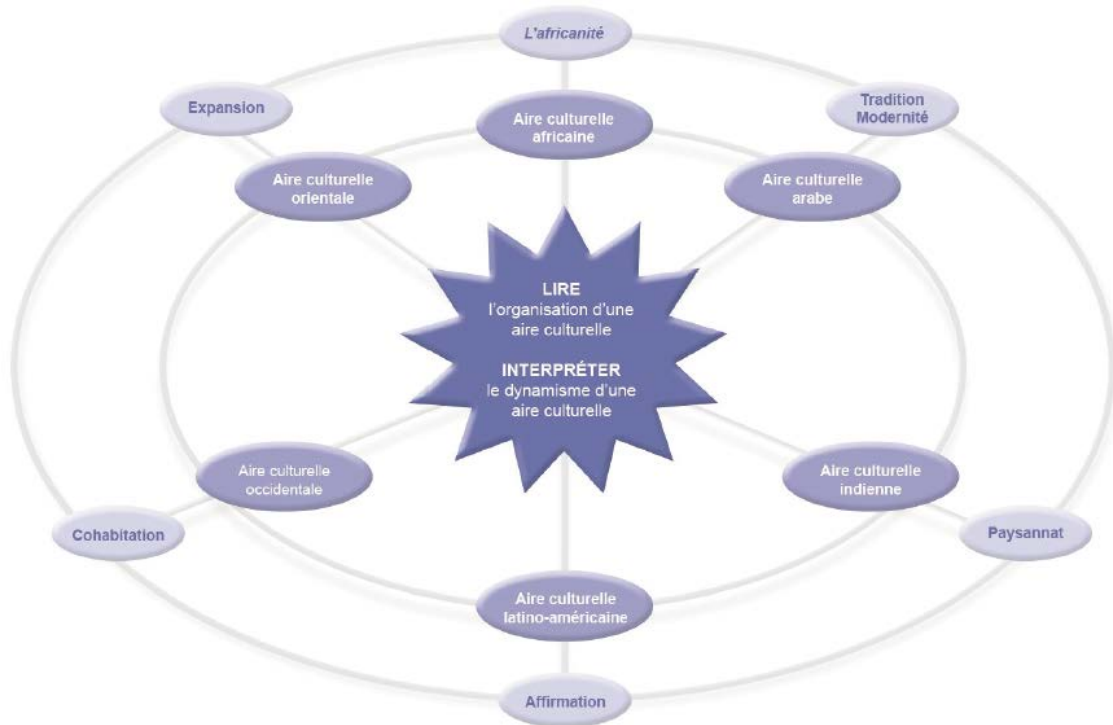 L'africanité
Expansion
Tradition
Modernité
Aire culturelle
africaine
Aire culturelle
orientale
Aire culturelle
arabe
LIRE
l'organisation d'une
aire culturelle
INTERPRÉTER
le dynamisme d'une
aire culturelle
Aire culturelle
occidentale
Aire culturelle
indienne
Cohabitation
Paysannat
Aire culturelle
latino-américaine
Affirmation